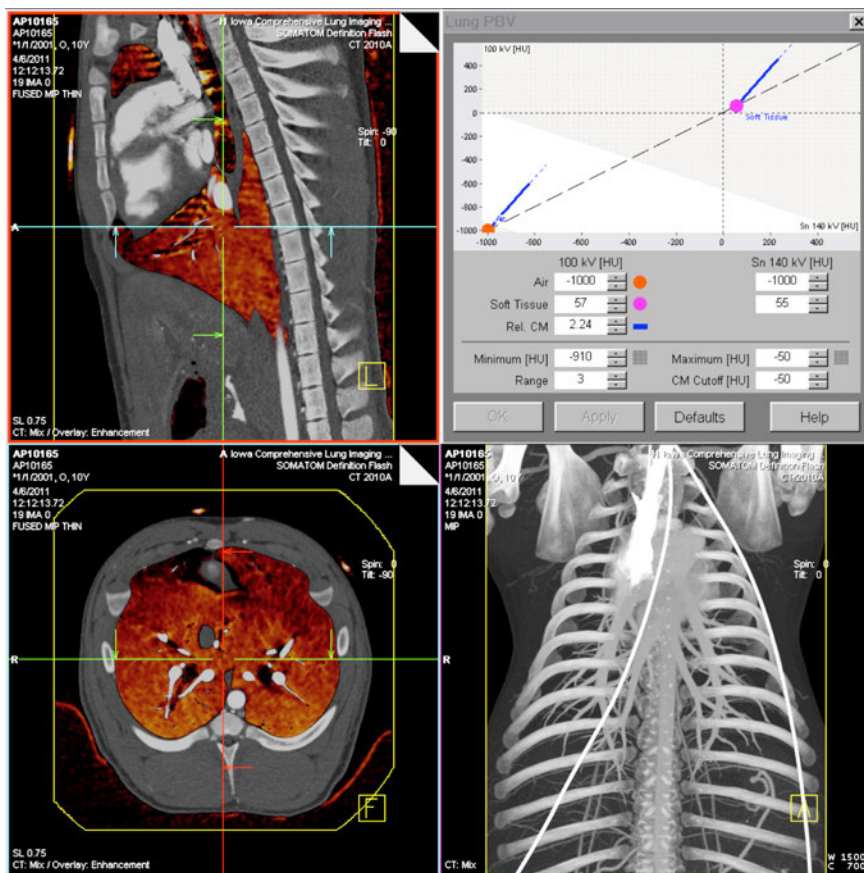 AP10165
*1/1/2001, O, 10Y
4/6/2011
12:12:13.72
19 IMA 0
FUSED MIP THIN
H Iowa Comprehensive Lung Imaging ...
SOMATOM Definition Flash
CT 2010A
Spin: -90
Tilt: 0
A
L
SL 0.75
CT: Mix / Overlay: Enhancement
Lung PBV
100 kV [HU]
400
200
0
-200
-400
-600
-800
-1000
Soft Tissue
Air
Sn 140 kV [HU]
-1000 -800 -600 -400 -200 0 200 400
100 kV [HU] Sn 140 kV [HU]
Air -1000 -1000
Soft Tissue 57 55
Rel. CM 2.24
Minimum [HU] -910 Maximum [HU] -50
Range 3 CM Cutoff [HU] -50
OK Apply Defaults Help
AP10165
*1/1/2001, O, 10Y
4/6/2011
12:12:13.72
19 IMA 0
FUSED MIP THIN
A Iowa Comprehensive Lung Imaging ...
SOMATOM Definition Flash
CT 2010A
Spin: 0
Tilt: -90
R
F
SL 0.75
CT: Mix / Overlay: Enhancement
AP10165
*1/1/2001, O, 10Y
4/6/2011
12:12:13.72
19 IMA 0
MIP
H Iowa Comprehensive Lung Imaging ...
SOMATOM Definition Flash
CT 2010A
Spin: 0
Tilt: 0
R
A
CT: Mix
W 1500
C 700